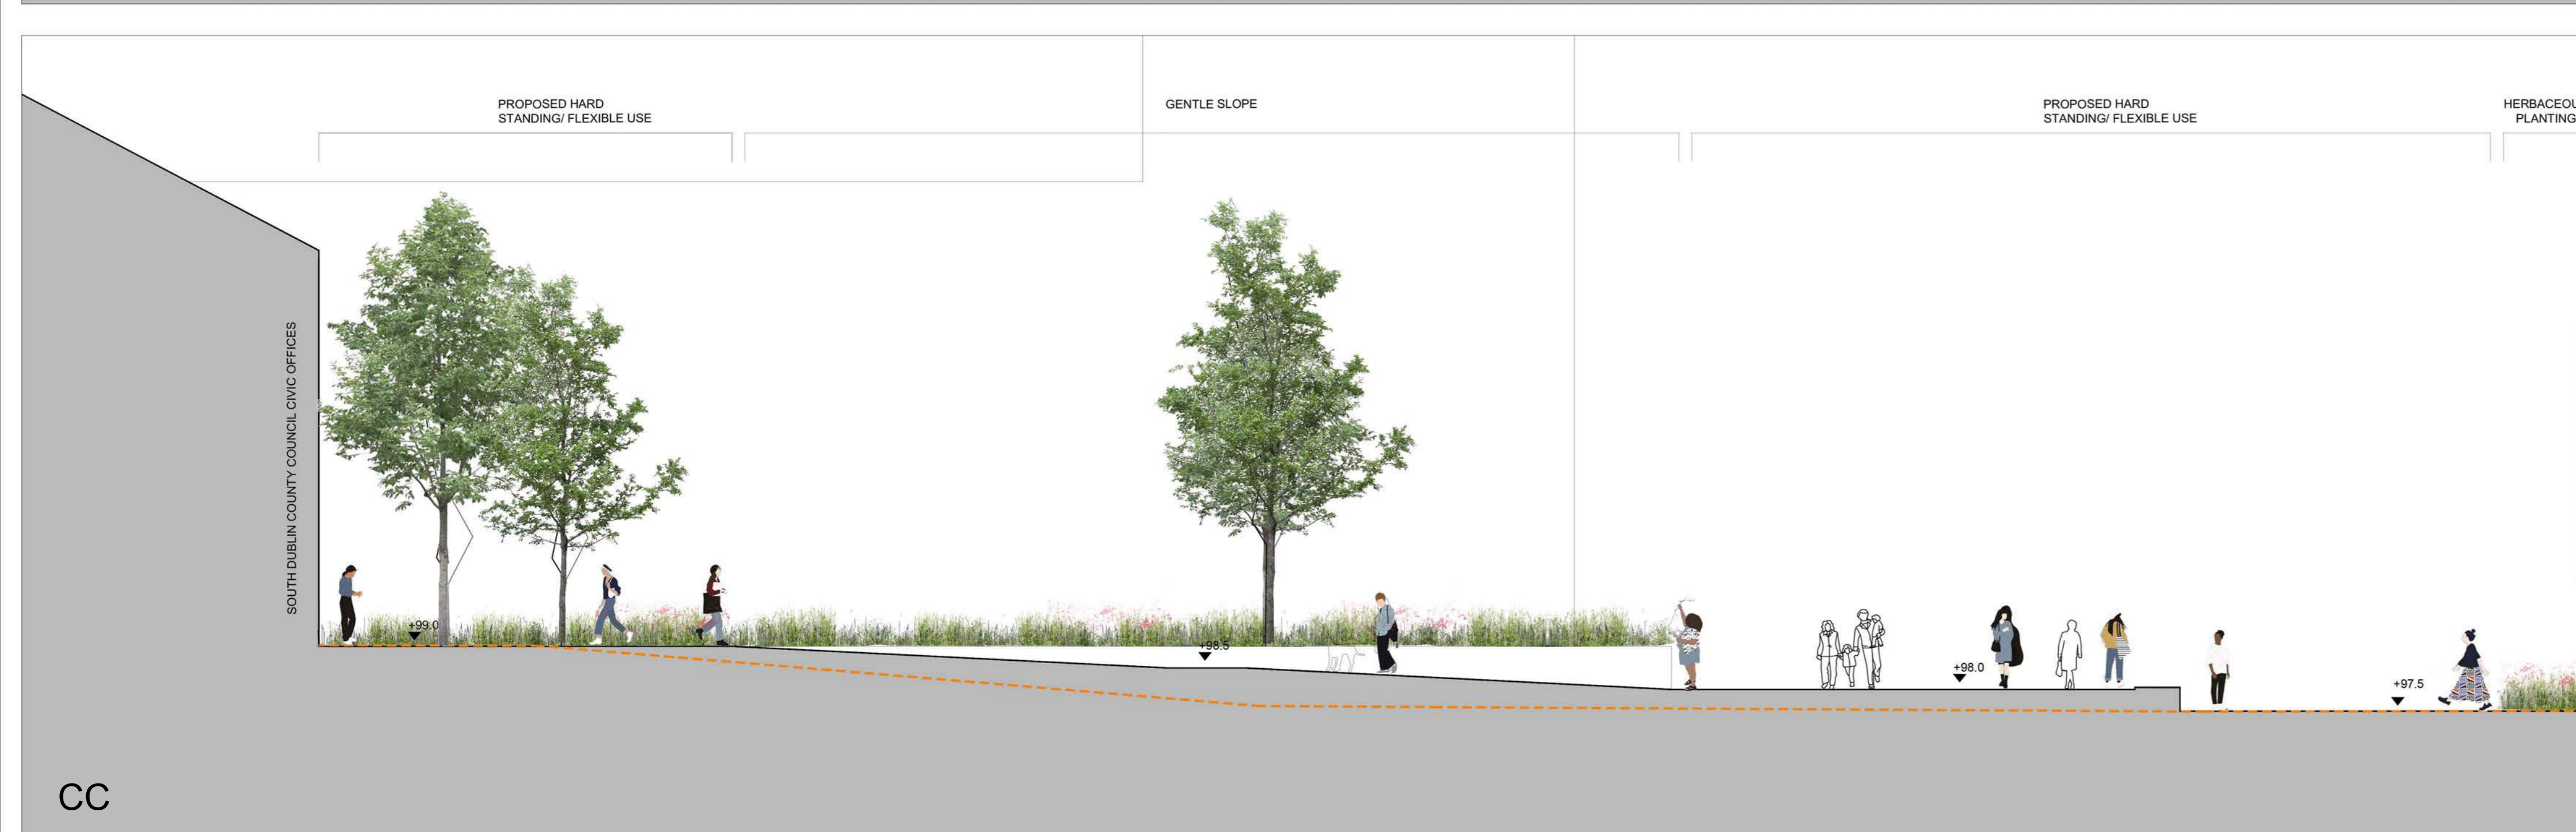 PROPOSED HARD
STANDING/ FLEXIBLE USE
GENTLE SLOPE
PROPOSED HARD
STANDING/ FLEXIBLE USE
HERBACEOU
PLANTING
SOUTH DUBLIN COUNTY COUNCIL CIVIC OFFICES
+99.0
+98.5
+98.0
+97.5
CC